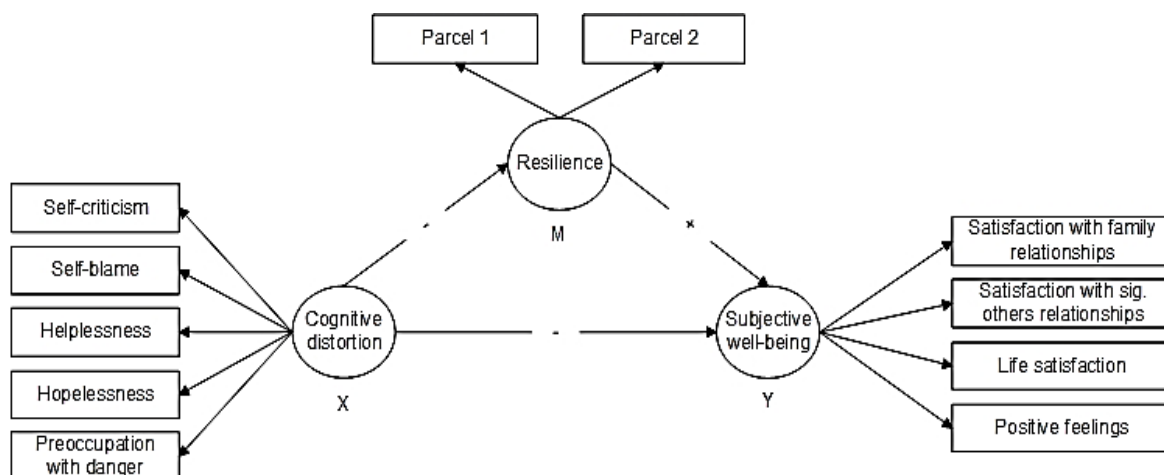 Parcel 1
Parcel 2
Resilience
M
-
+
Self-criticism
Self-blame
Helplessness
Hopelessness
Preoccupation
with danger
Cognitive
distortion
X
-
Subjective
well-being
Y
Satisfaction with family
relationships
Satisfaction with sig.
others relationships
Life satisfaction
Positive feelings